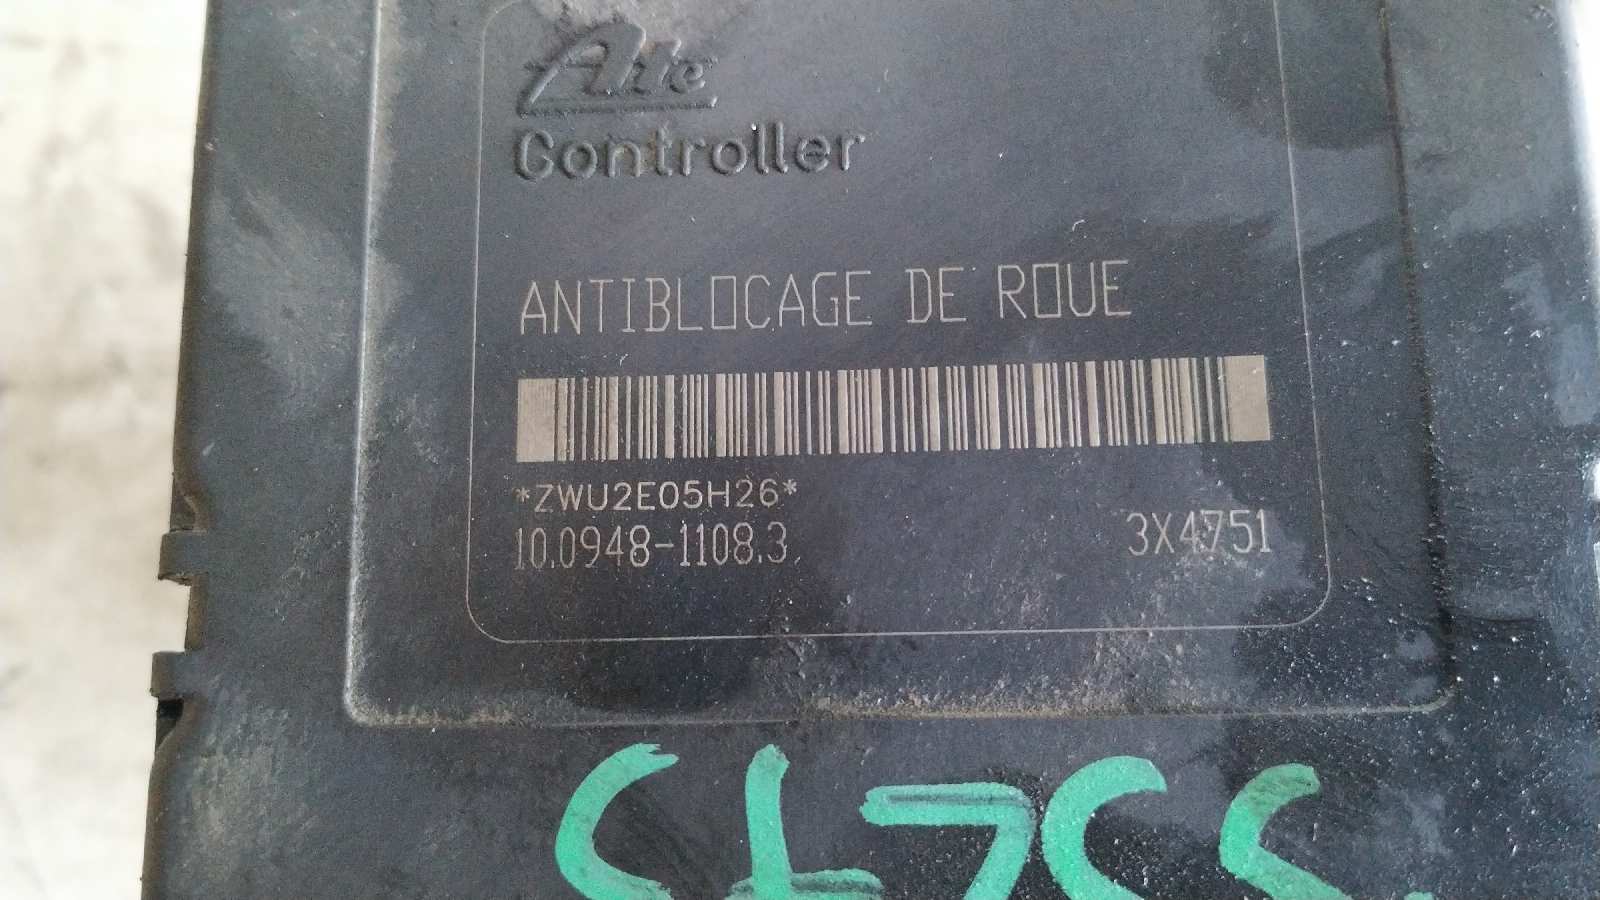 Ate
Controller
ANTIBLOCAGE DE ROUE
*ZWU2E05H26*
10.0948-1108.3 3X4751